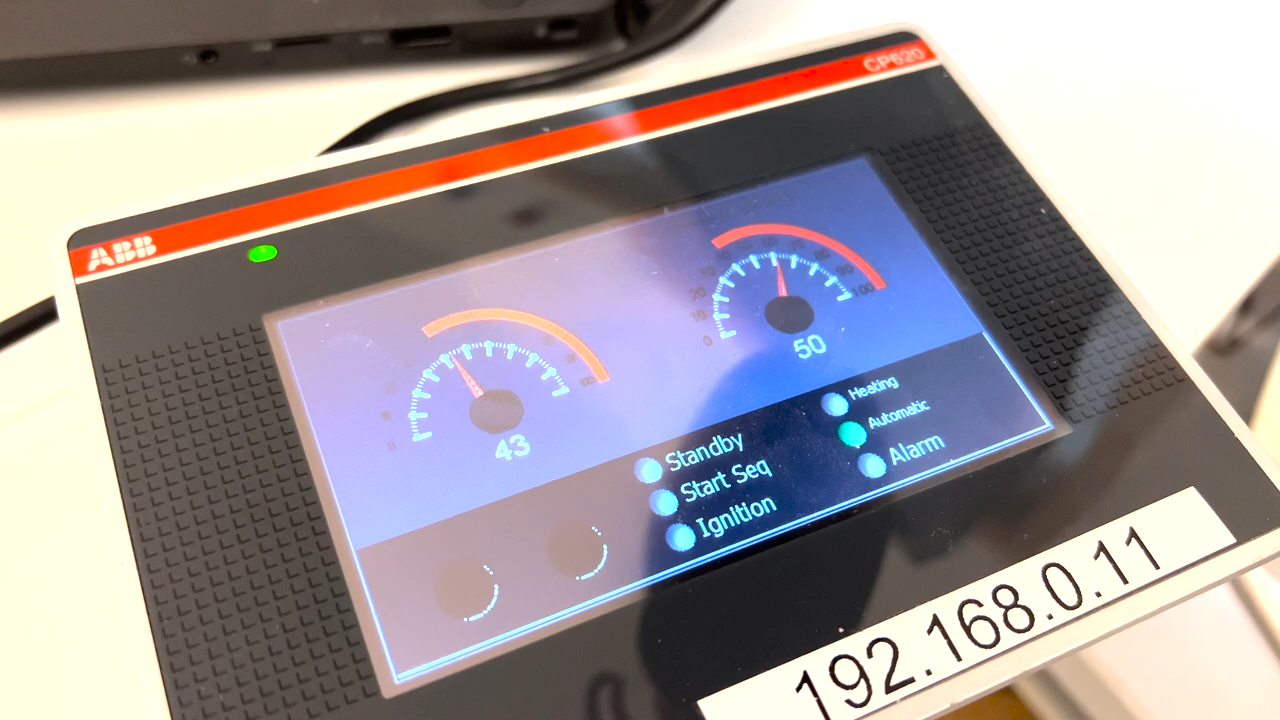 CP620
ABB
50
43
Heating
Automatic
Alarm
Standby
Start Seq
Ignition
192.168.0.11